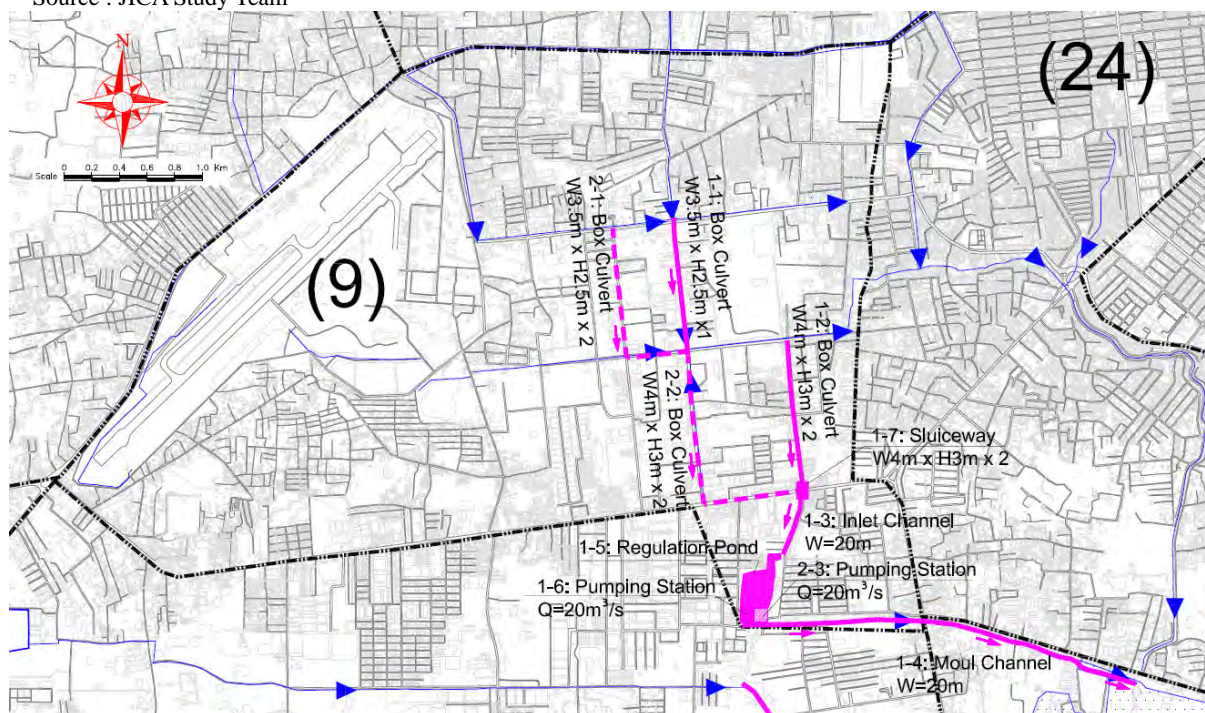 Source : JICA Study Team
N
(24)
Scale 0 0.2 0.4 0.6 0.8 1.0 Km
2-1: Box Culvert
W3.5m x H2.5m x 2
1-1; Box Culvert
W3.5m x H2.5m x1
(9)
1-2: Box Culvert
W4m x H3m x 2
2-2: Box Culvert
W4m x H3m x 2
1-7: Sluiceway
W4m x H3m x 2
1-3: Inlet Channel
W=20m
1-5: Regulation Pond
2-3: Pumping Station
Q=20m³/s
1-6: Pumping Station
Q=20m³/s
1-4: Moul Channel
W=20m